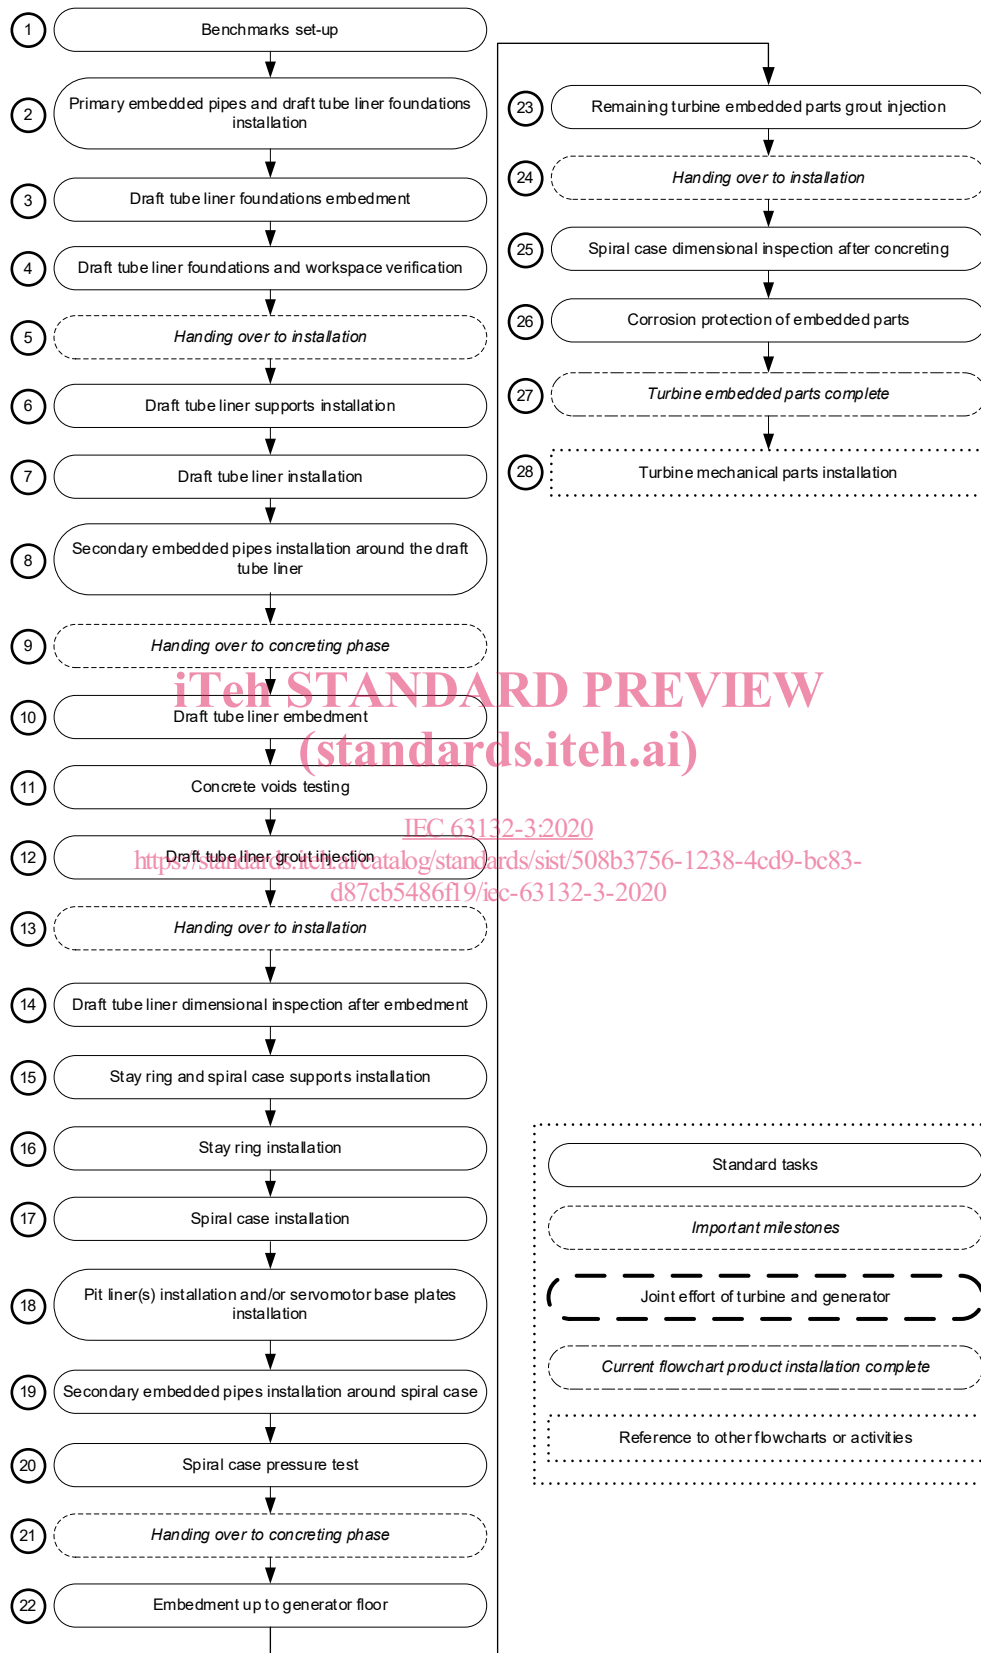 1 Benchmarks set-up
2 Primary embedded pipes and draft tube liner foundations
installation
3 Draft tube liner foundations embedment
4 Draft tube liner foundations and workspace verification
5 Handing over to installation
6 Draft tube liner supports installation
7 Draft tube liner installation
8 Secondary embedded pipes installation around the draft
tube liner
9 Handing over to concreting phase
iTeh STANDARD PREVIEW
10 Draft tube liner embedment
(standards.iteh.ai)
11 Concrete voids testing
IEC 63132-3:2020
12 Draft tube liner grout injection
https://standards.iteh.ai/catalog/standards/sist/508b3756-1238-4cd9-bc83-
d87cb5486f19/iec-63132-3-2020
13 Handing over to installation
14 Draft tube liner dimensional inspection after embedment
15 Stay ring and spiral case supports installation
16 Stay ring installation
17 Spiral case installation
18 Pit liner(s) installation and/or servomotor base plates
installation
19 Secondary embedded pipes installation around spiral case
20 Spiral case pressure test
21 Handing over to concreting phase
22 Embedment up to generator floor
23 Remaining turbine embedded parts grout injection
24 Handing over to installation
25 Spiral case dimensional inspection after concreting
26 Corrosion protection of embedded parts
27 Turbine embedded parts complete
28 Turbine mechanical parts installation
Standard tasks
Important milestones
Joint effort of turbine and generator
Current flowchart product installation complete
Reference to other flowcharts or activities